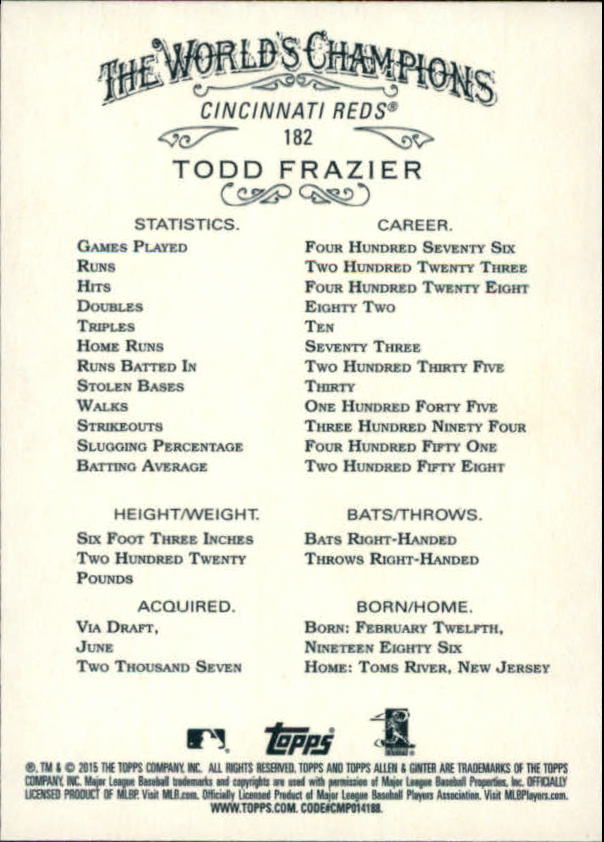 THE WORLD'S CHAMPIONS
CINCINNATI REDS®
182
TODD FRAZIER
STATISTICS. CAREER.
GAMES PLAYED FOUR HUNDRED SEVENTY SIX
RUNS TWO HUNDRED TWENTY THREE
HITS FOUR HUNDRED TWENTY EIGHT
DOUBLES EIGHTY TWO
TRIPLES TEN
HOME RUNS SEVENTY THREE
RUNS BATTED IN TWO HUNDRED THIRTY FIVE
STOLEN BASES THIRTY
WALKS ONE HUNDRED FORTY FIVE
STRIKEOUTS THREE HUNDRED NINETY FOUR
SLUGGING PERCENTAGE FOUR HUNDRED FIFTY ONE
BATTING AVERAGE TWO HUNDRED FIFTY EIGHT
HEIGHT/WEIGHT. BATS/THROWS.
SIX FOOT THREE INCHES BATS RIGHT-HANDED
TWO HUNDRED TWENTY THROWS RIGHT-HANDED
POUNDS
ACQUIRED. BORN/HOME.
VIA DRAFT, BORN: FEBRUARY TWELFTH,
JUNE NINETEEN EIGHTY SIX
TWO THOUSAND SEVEN HOME: TOMS RIVER, NEW JERSEY
topps
®, TM & © 2015 THE TOPPS COMPANY, INC. ALL RIGHTS RESERVED. TOPPS AND TOPPS ALLEN & GINTER ARE TRADEMARKS OF THE TOPPS
COMPANY, INC. Major League Baseball trademarks and copyrights are used with permission of Major League Baseball Properties, Inc. OFFICIALLY
LICENSED PRODUCT OF MLBP. Visit MLB.com. Officially Licensed Product of Major League Baseball Players Association. Visit MLBPlayers.com.
WWW.TOPPS.COM. CODE#CMP014188.